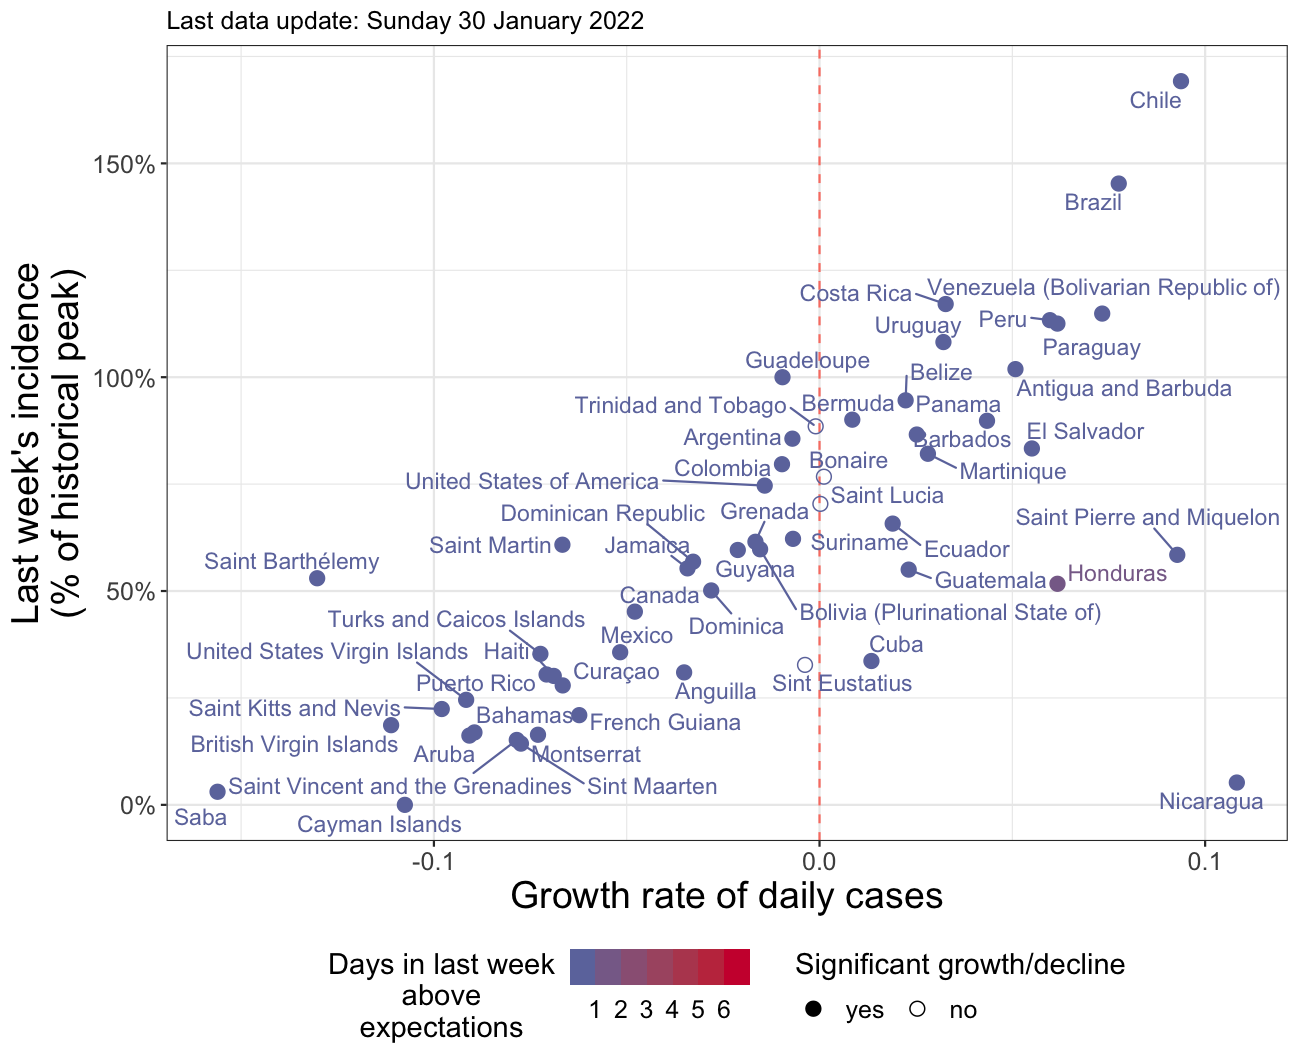 Last data update: Sunday 30 January 2022
Last week's incidence
(% of historical peak)
150%
100%
50%
0%
Chile
Brazil
Costa Rica
Venezuela (Bolivarian Republic of)
Peru
Uruguay
Paraguay
Guadeloupe
Belize
Antigua and Barbuda
Trinidad and Tobago
Bermuda
Panama
Argentina
Barbados
El Salvador
Colombia
Bonaire
Martinique
United States of America
Saint Lucia
Dominican Republic
Grenada
Saint Pierre and Miquelon
Saint Martin
Jamaica
Suriname
Ecuador
Saint Barthélemy
Guyana
Guatemala
Honduras
Canada
Dominica
Bolivia (Plurinational State of)
Turks and Caicos Islands
Mexico
Cuba
United States Virgin Islands
Haiti
Curaçao
Puerto Rico
Anguilla
Sint Eustatius
Saint Kitts and Nevis
Bahamas
French Guiana
British Virgin Islands
Aruba
Montserrat
Saint Vincent and the Grenadines
Sint Maarten
Nicaragua
Saba
Cayman Islands
-0.1
0.0
0.1
Growth rate of daily cases
Days in last week
above
expectations
1 2 3 4 5 6
Significant growth/decline
yes
no